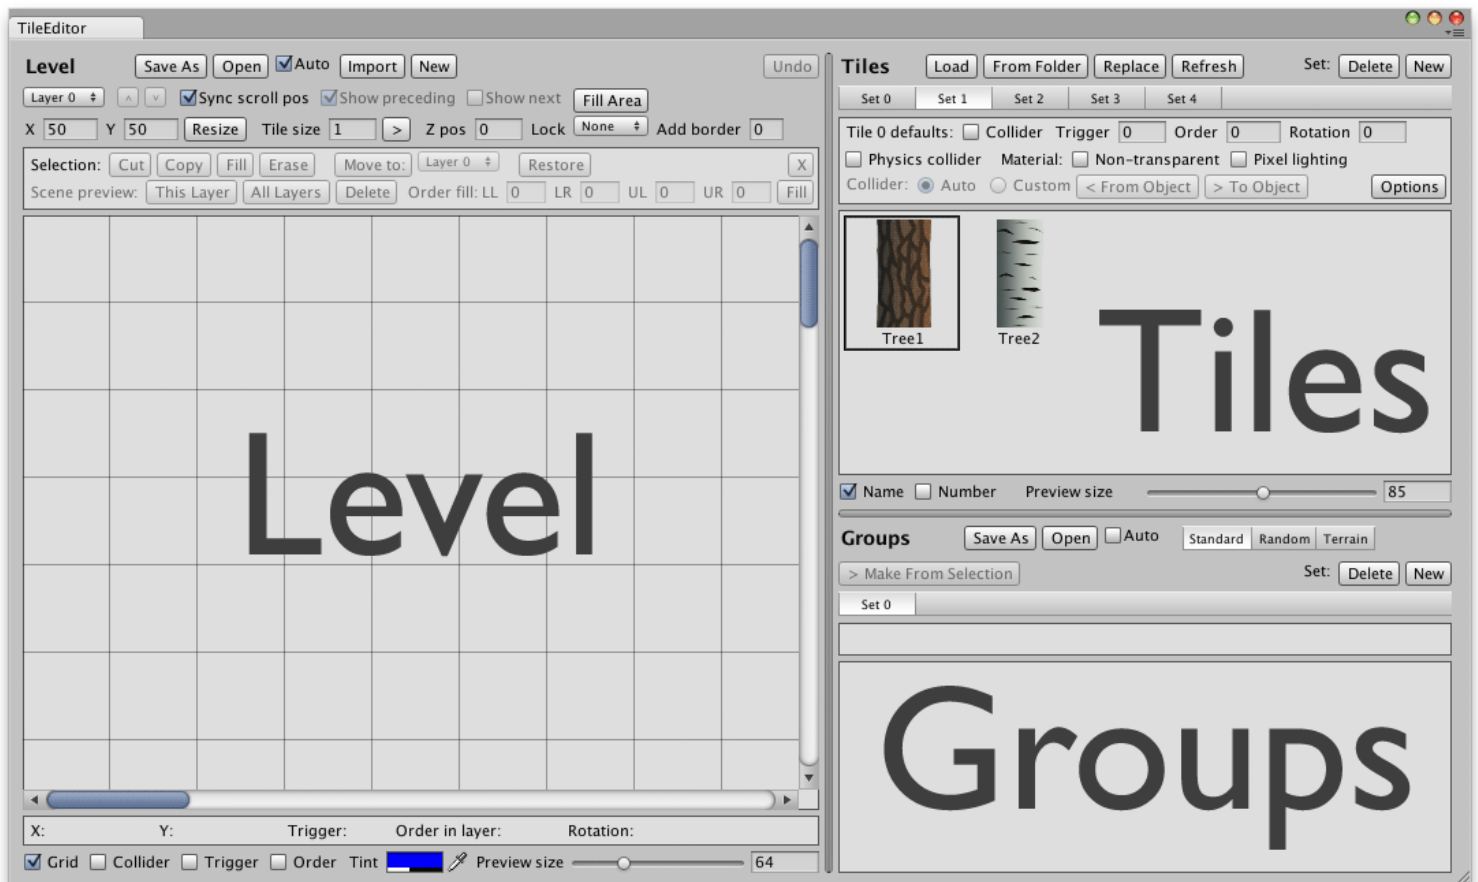 TileEditor
Level Save As Open Auto Import New Undo
Layer 0 Sync scroll pos Show preceding Show next Fill Area
X 50 Y 50 Resize Tile size 1 > Z pos 0 Lock None Add border 0
Selection: Cut Copy Fill Erase Move to: Layer 0 Restore X
Scene preview: This Layer All Layers Delete Order fill: LL 0 LR 0 UL 0 UR 0 Fill
Level
X: Y: Trigger: Order in layer: Rotation:
Grid Collider Trigger Order Tint Preview size 64
Tiles Load From Folder Replace Refresh Set: Delete New
Set 0 Set 1 Set 2 Set 3 Set 4
Tile 0 defaults: Collider Trigger 0 Order 0 Rotation 0
Physics collider Material: Non-transparent Pixel lighting
Collider: Auto Custom < From Object > To Object Options
Tree1 Tree2
Tiles
Name Number Preview size 85
Groups Save As Open Auto Standard Random Terrain
> Make From Selection Set: Delete New
Set 0
Groups